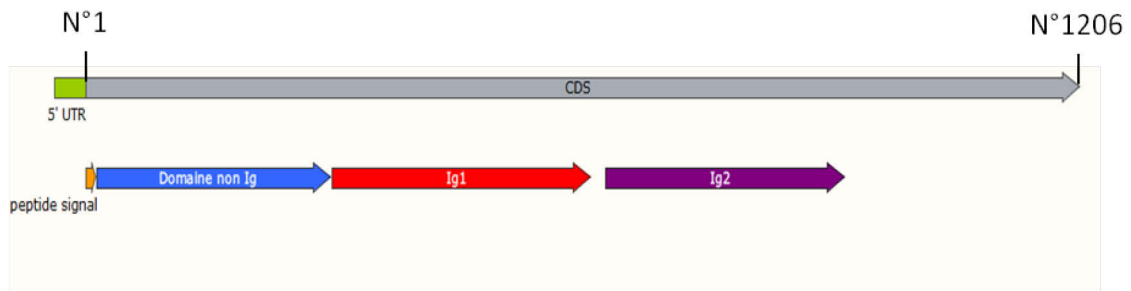 N°1
N°1206
CDS
5' UTR
Domaine non Ig
Ig1
Ig2
peptide signal